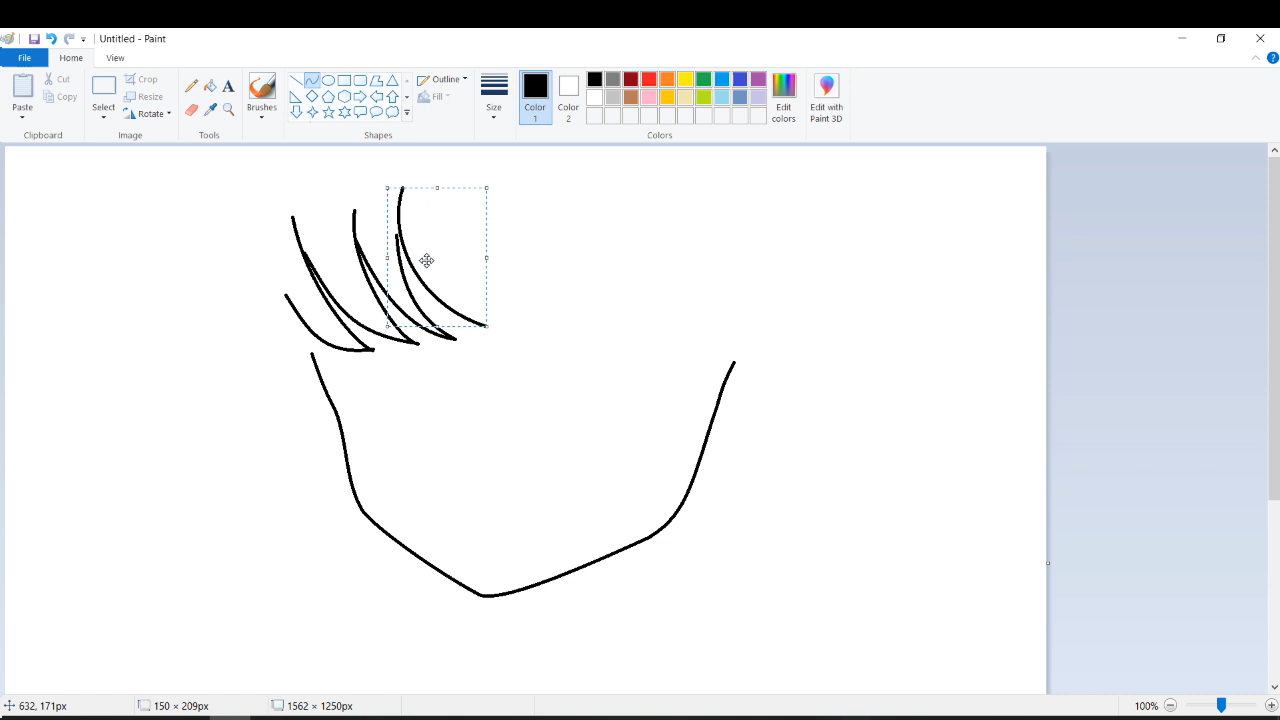 Untitled - Paint
File Home View
Paste
Cut
Copy
Clipboard
Select
Crop
Resize
Rotate
Image
A
Tools
Brushes
Outline
Fill
Shapes
Size
Color 1
Color 2
Edit colors
Colors
Edit with Paint 3D
632, 171px 150 × 209px 1562 × 1250px 100%